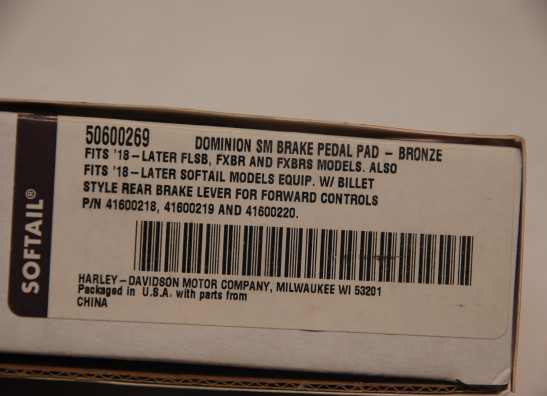 SOFTAIL®
50600269 DOMINION SM BRAKE PEDAL PAD - BRONZE
FITS '18-LATER FLSB, FXBR AND FXBRS MODELS. ALSO
FITS '18-LATER SOFTAIL MODELS EQUIP. W/ BILLET
STYLE REAR BRAKE LEVER FOR FORWARD CONTROLS
P/N 41600218, 41600219 AND 41600220.
HARLEY-DAVIDSON MOTOR COMPANY, MILWAUKEE WI 53201
Packaged in U.S.A. with parts from
CHINA